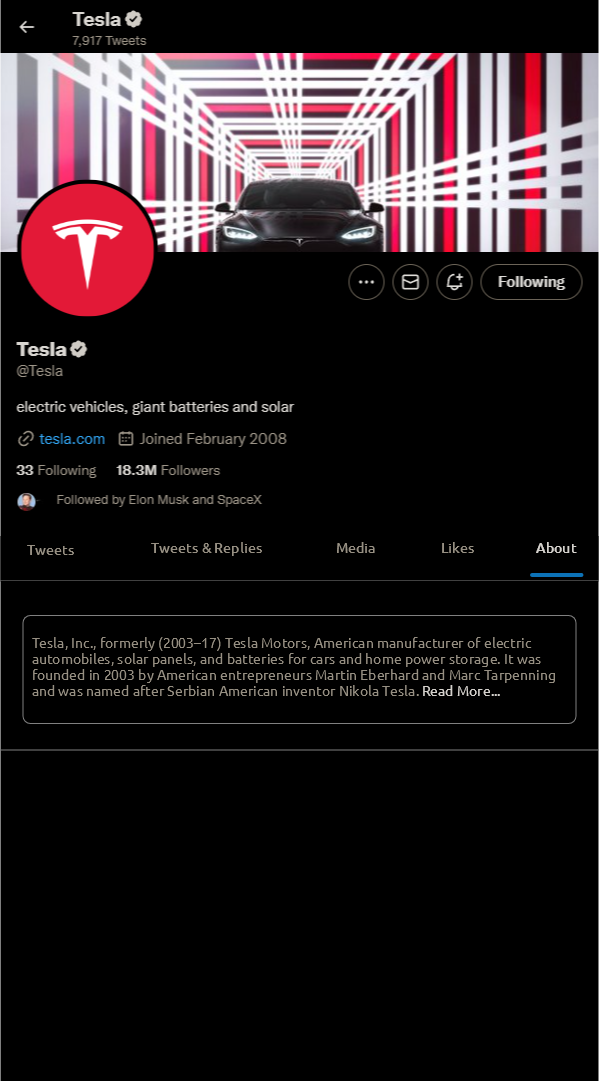 Tesla
7,917 Tweets
Following
Tesla
@Tesla
electric vehicles, giant batteries and solar
tesla.com Joined February 2008
33 Following 18.3M Followers
Followed by Elon Musk and SpaceX
Tweets Tweets & Replies Media Likes About
Tesla, Inc., formerly (2003–17) Tesla Motors, American manufacturer of electric
automobiles, solar panels, and batteries for cars and home power storage. It was
founded in 2003 by American entrepreneurs Martin Eberhard and Marc Tarpenning
and was named after Serbian American inventor Nikola Tesla. Read More...